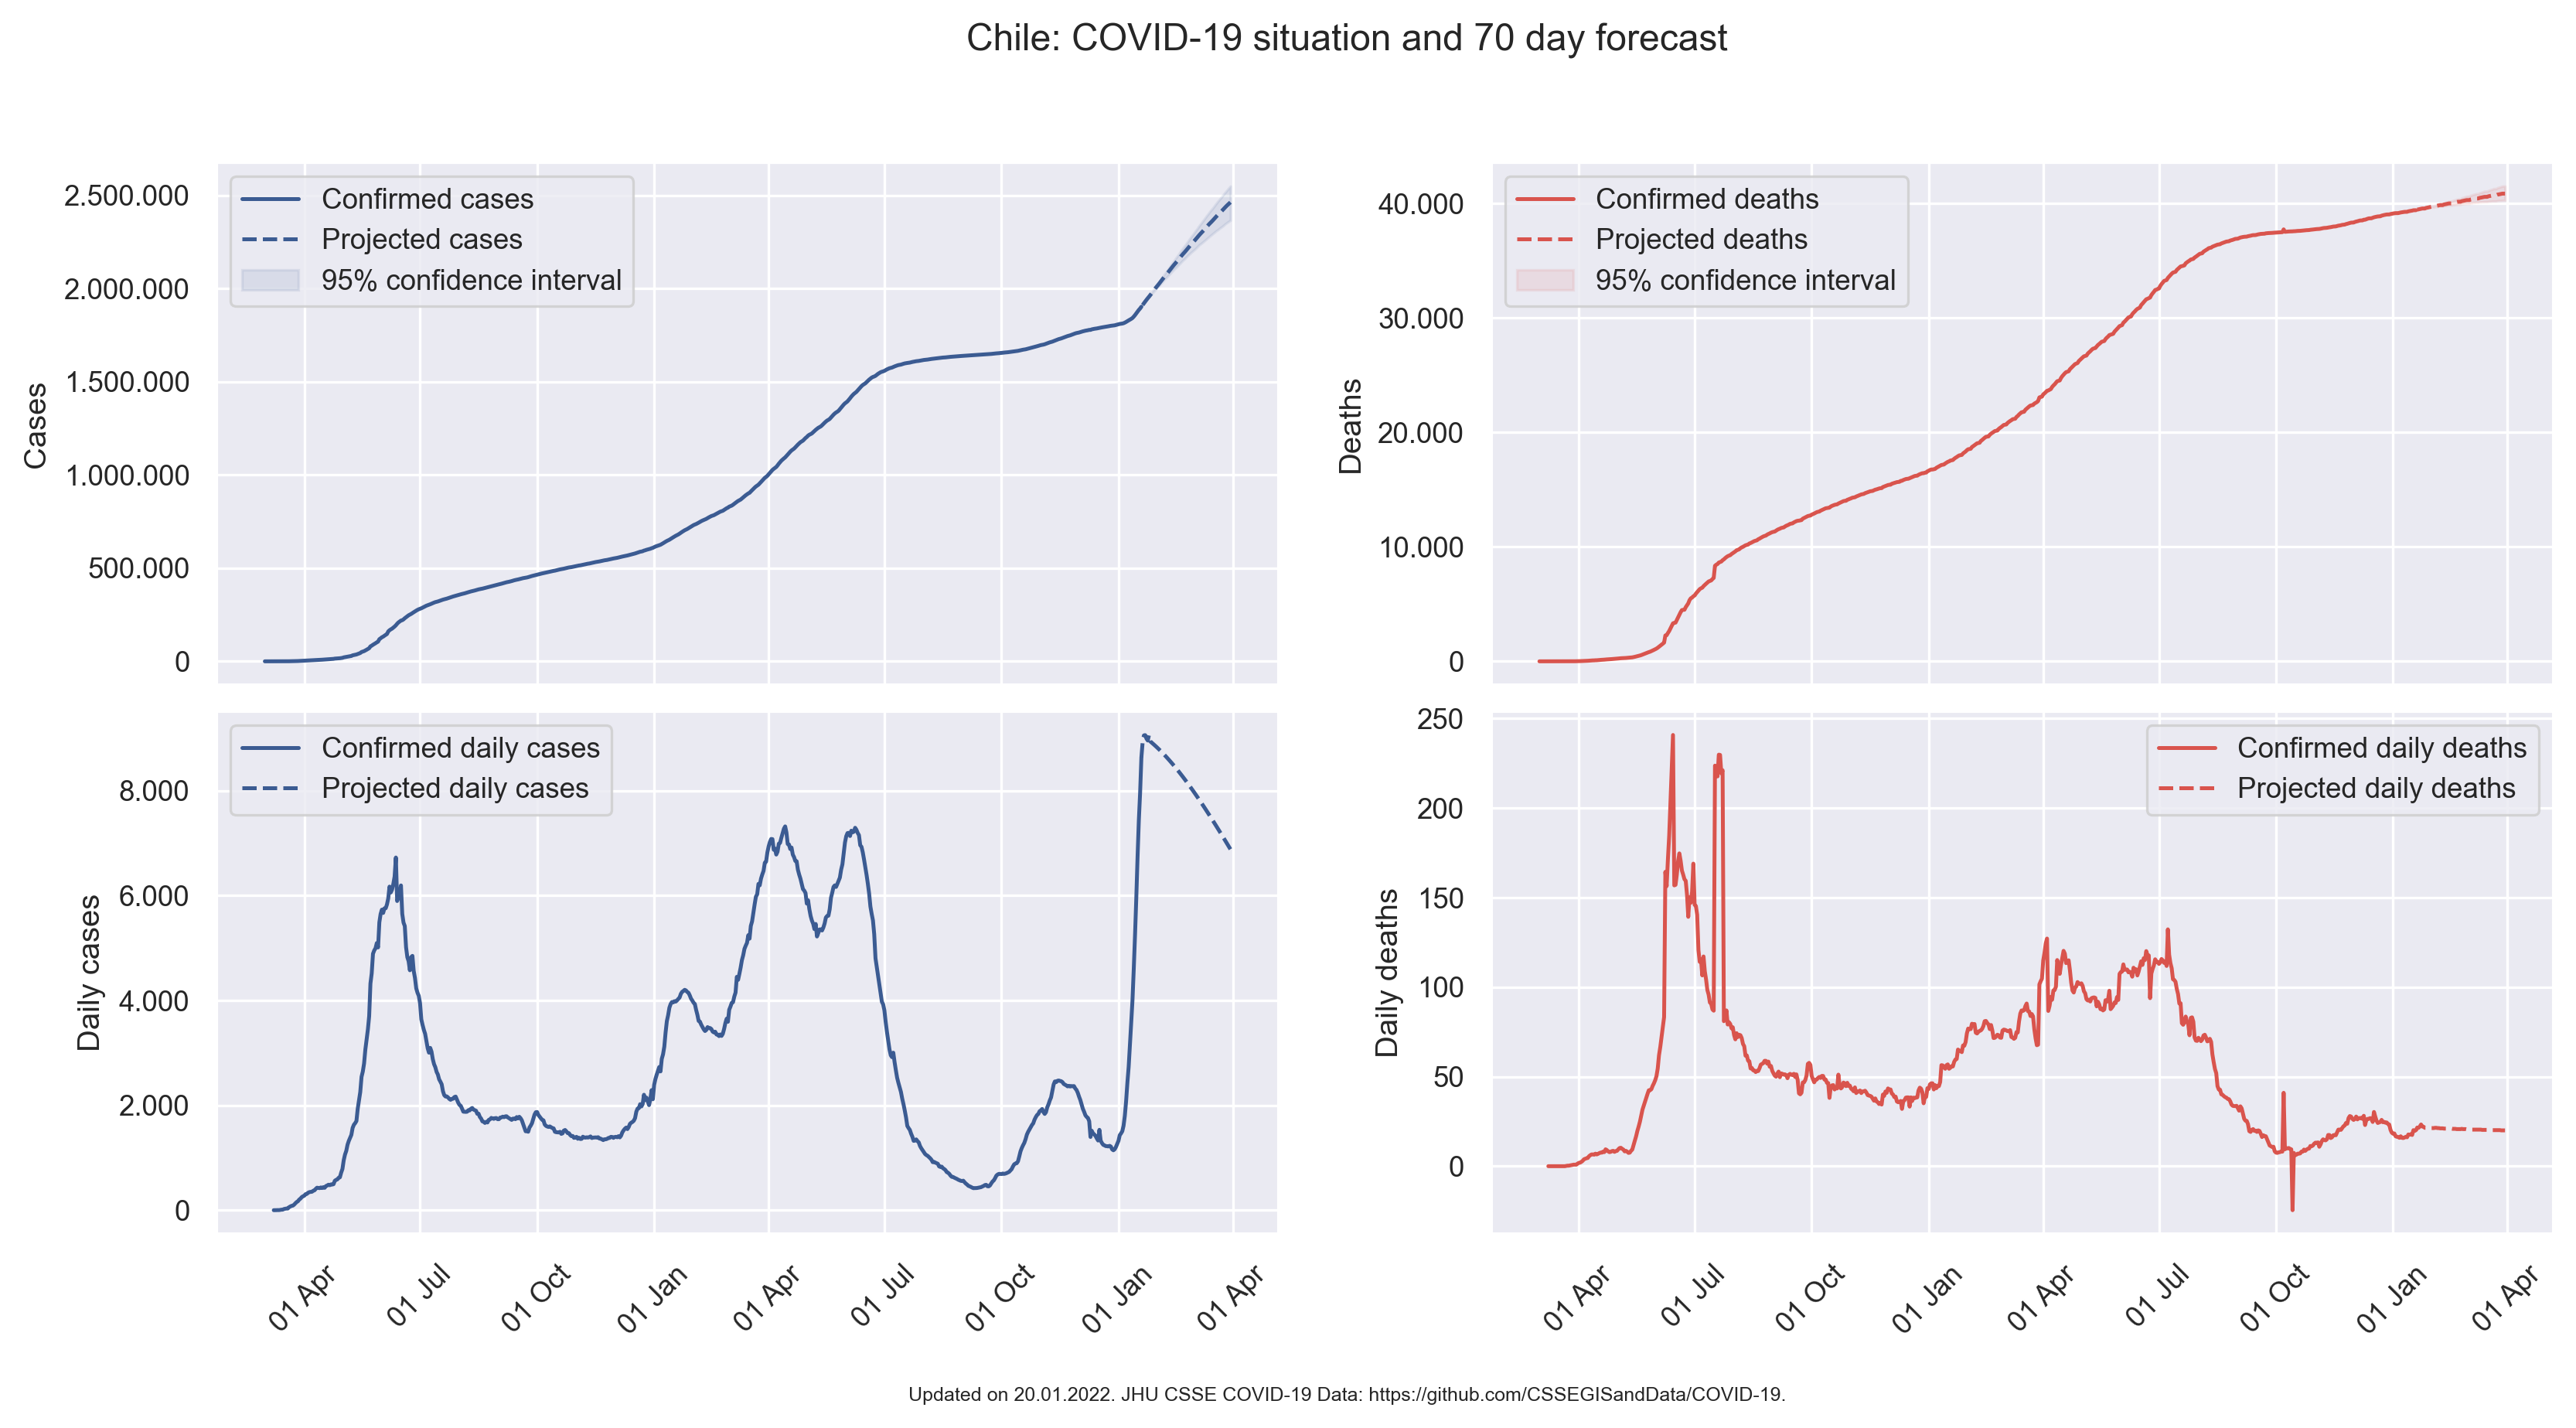 Chile: COVID-19 situation and 70 day forecast
Cases
2.500.000
2.000.000
1.500.000
1.000.000
500.000
0
Confirmed cases
Projected cases
95% confidence interval
Deaths
40.000
30.000
20.000
10.000
0
Confirmed deaths
Projected deaths
95% confidence interval
Daily cases
8.000
6.000
4.000
2.000
0
Confirmed daily cases
Projected daily cases
01 Apr
01 Jul
01 Oct
01 Jan
01 Apr
01 Jul
01 Oct
01 Jan
01 Apr
Daily deaths
250
200
150
100
50
0
Confirmed daily deaths
Projected daily deaths
01 Apr
01 Jul
01 Oct
01 Jan
01 Apr
01 Jul
01 Oct
01 Jan
01 Apr
Updated on 20.01.2022. JHU CSSE COVID-19 Data: https://github.com/CSSEGISandData/COVID-19.